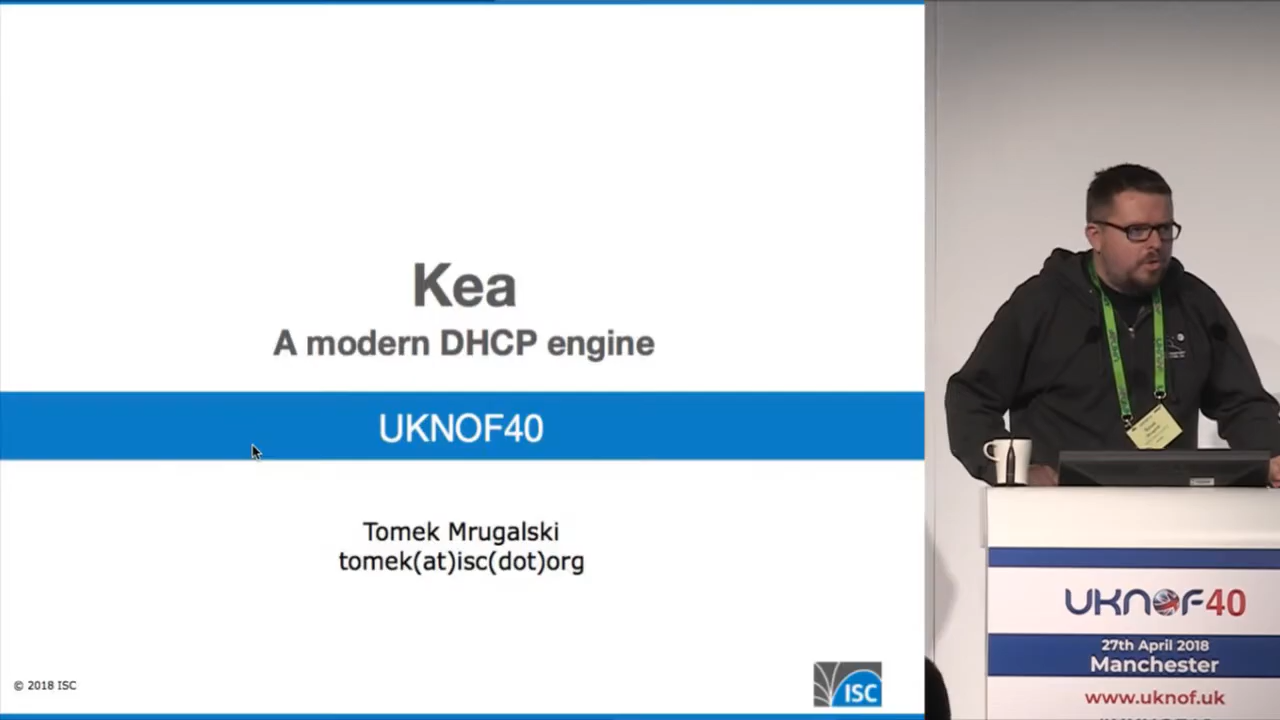 Kea
A modern DHCP engine
UKNOF40
Tomek Mrugalski
tomek(at)isc(dot)org
© 2018 ISC
ISC
UKNOF40
27th April 2018
Manchester
www.uknof.uk